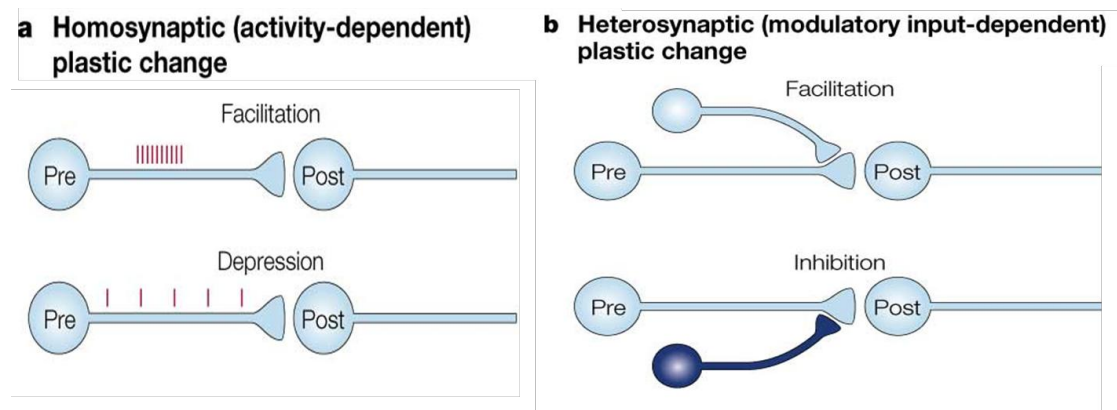 a Homosynaptic (activity-dependent)
plastic change
Facilitation
Pre
Post
Depression
Pre
Post
b Heterosynaptic (modulatory input-dependent)
plastic change
Facilitation
Pre
Post
Inhibition
Pre
Post